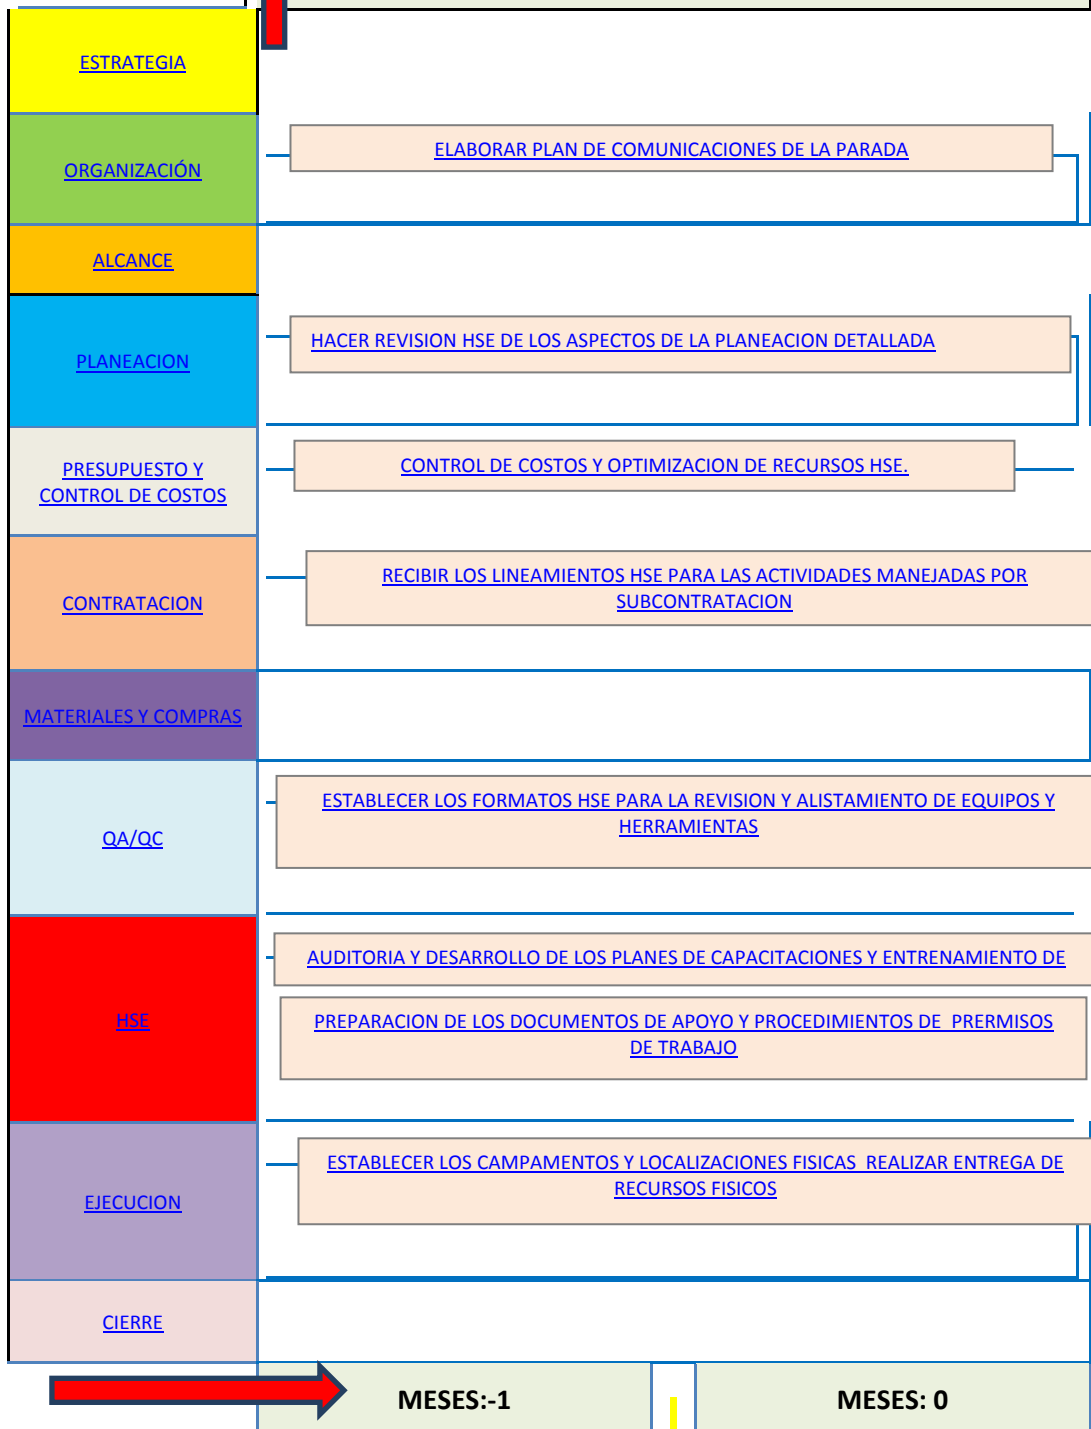 ESTRATEGIA
ORGANIZACIÓN
ELABORAR PLAN DE COMUNICACIONES DE LA PARADA
ALCANCE
PLANEACION
HACER REVISION HSE DE LOS ASPECTOS DE LA PLANEACION DETALLADA
PRESUPUESTO Y
CONTROL DE COSTOS
CONTROL DE COSTOS Y OPTIMIZACION DE RECURSOS HSE.
CONTRATACION
RECIBIR LOS LINEAMIENTOS HSE PARA LAS ACTIVIDADES MANEJADAS POR
SUBCONTRATACION
MATERIALES Y COMPRAS
QA/QC
ESTABLECER LOS FORMATOS HSE PARA LA REVISION Y ALISTAMIENTO DE EQUIPOS Y
HERRAMIENTAS
HSE
AUDITORIA Y DESARROLLO DE LOS PLANES DE CAPACITACIONES Y ENTRENAMIENTO DE
PREPARACION DE LOS DOCUMENTOS DE APOYO Y PROCEDIMIENTOS DE  PRERMISOS
DE TRABAJO
EJECUCION
ESTABLECER LOS CAMPAMENTOS Y LOCALIZACIONES FISICAS  REALIZAR ENTREGA DE
RECURSOS FISICOS
CIERRE
MESES:-1
MESES: 0